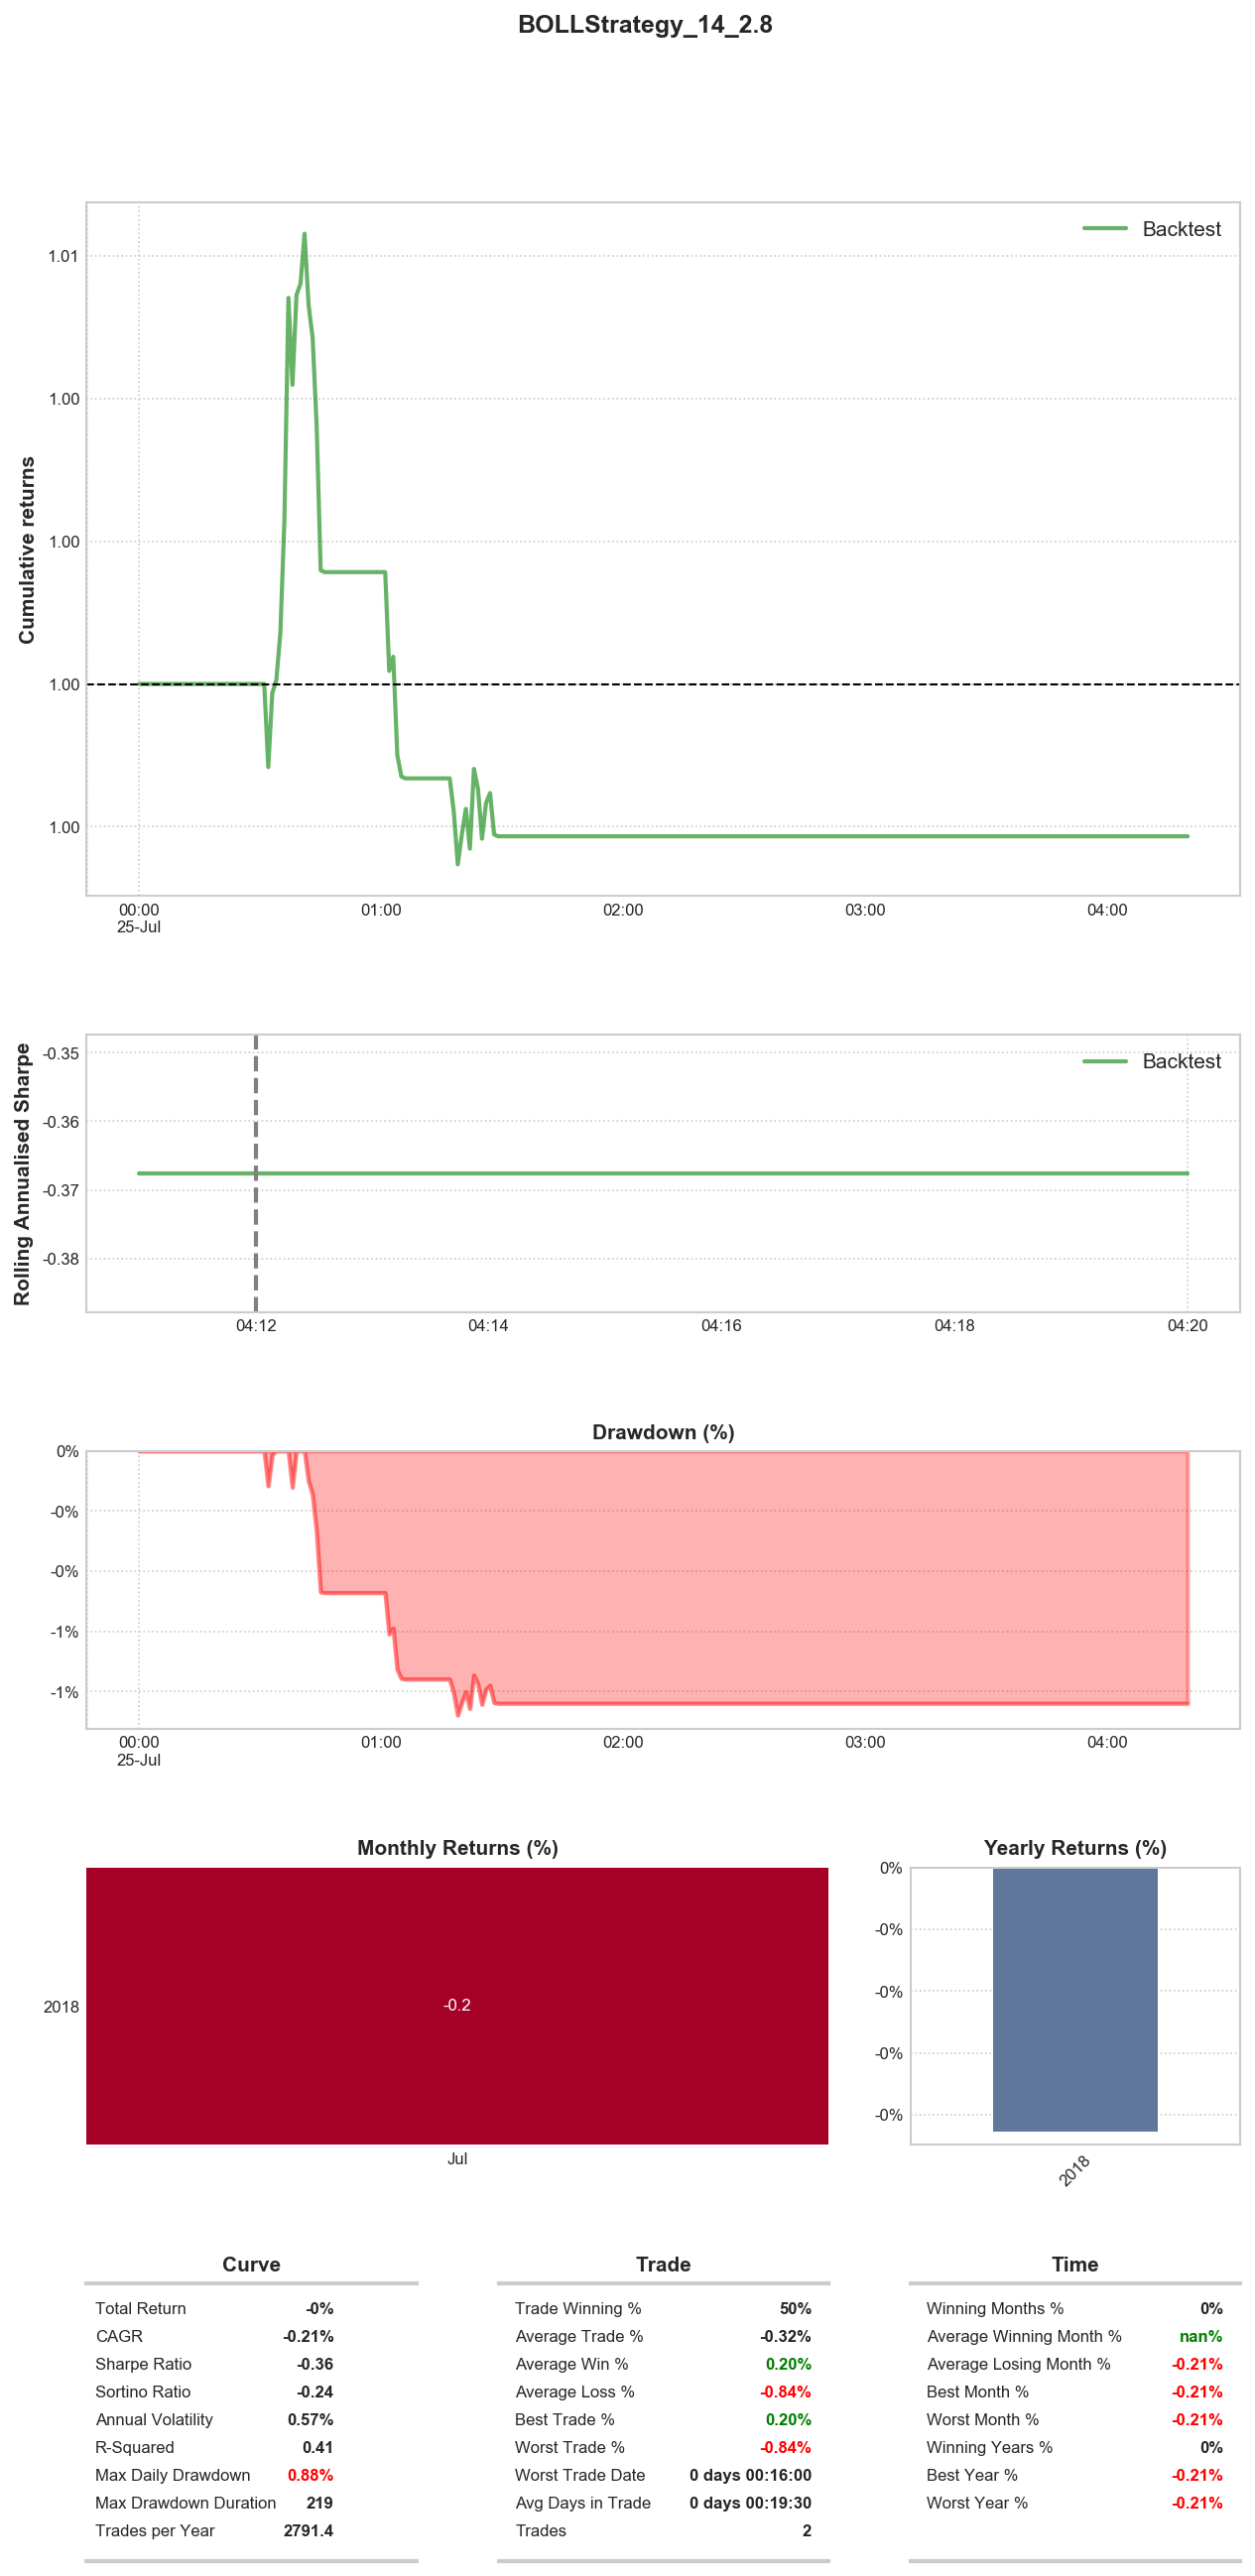 BOLLStrategy_14_2.8
Cumulative returns
1.01
1.00
1.00
1.00
1.00
Backtest
00:00
25-Jul
01:00
02:00
03:00
04:00
Rolling Annualised Sharpe
-0.35
-0.36
-0.37
-0.38
Backtest
04:12
04:14
04:16
04:18
04:20
Drawdown (%)
0%
-0%
-0%
-1%
-1%
00:00
25-Jul
01:00
02:00
03:00
04:00
Monthly Returns (%)
2018
-0.2
Jul
Yearly Returns (%)
0%
-0%
-0%
-0%
-0%
2018
Curve
Total Return -0%
CAGR -0.21%
Sharpe Ratio -0.36
Sortino Ratio -0.24
Annual Volatility 0.57%
R-Squared 0.41
Max Daily Drawdown 0.88%
Max Drawdown Duration 219
Trades per Year 2791.4
Trade
Trade Winning % 50%
Average Trade % -0.32%
Average Win % 0.20%
Average Loss % -0.84%
Best Trade % 0.20%
Worst Trade % -0.84%
Worst Trade Date 0 days 00:16:00
Avg Days in Trade 0 days 00:19:30
Trades 2
Time
Winning Months % 0%
Average Winning Month % nan%
Average Losing Month % -0.21%
Best Month % -0.21%
Worst Month % -0.21%
Winning Years % 0%
Best Year % -0.21%
Worst Year % -0.21%